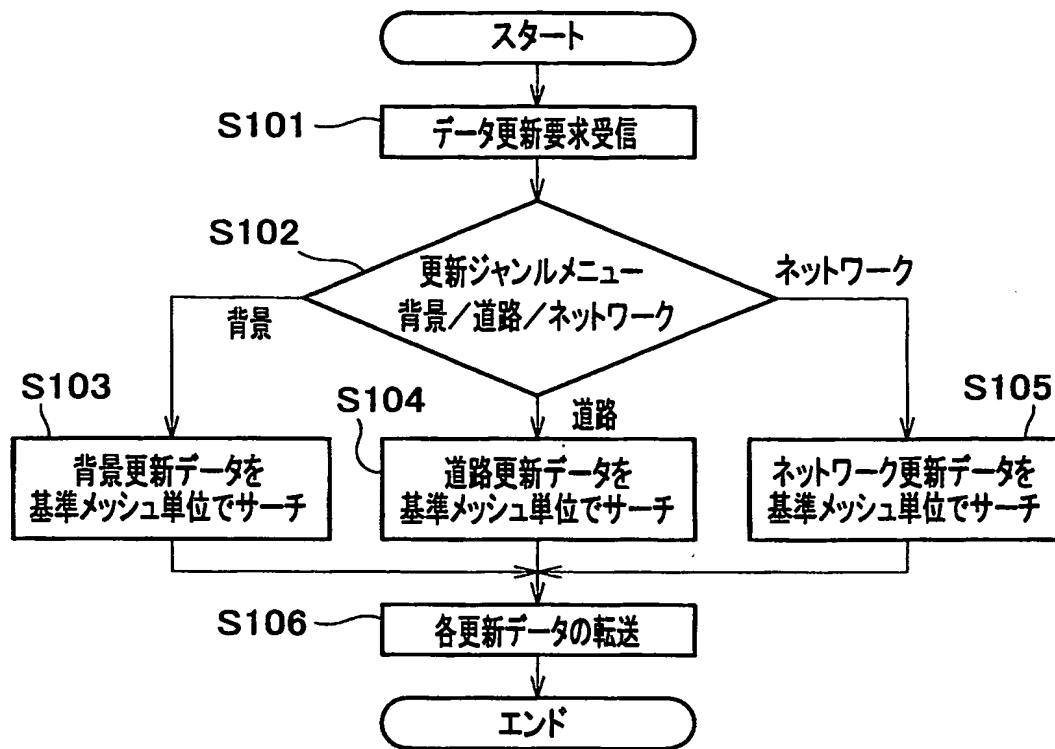 スタート
S101
データ更新要求受信
S102
更新ジャンルメニュー
背景／道路／ネットワーク
ネットワーク
背景
道路
S103
背景更新データを
基準メッシュ単位でサーチ
S104
道路更新データを
基準メッシュ単位でサーチ
S105
ネットワーク更新データを
基準メッシュ単位でサーチ
S106
各更新データの転送
エンド